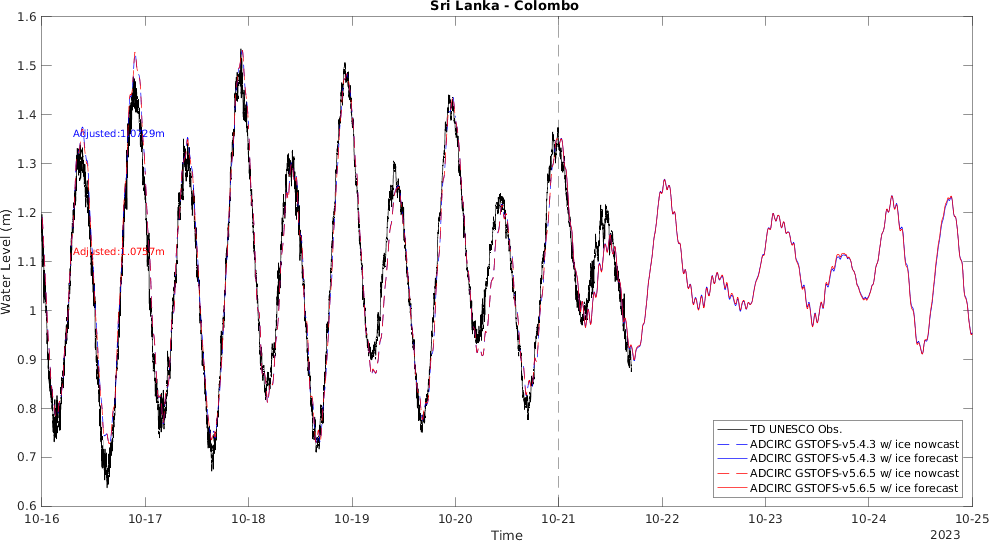 Sri Lanka - Colombo
1.6
1.5
1.4
1.3
1.2
1.1
1
0.9
0.8
0.7
0.6
Water Level (m)
Adjusted:1.0729m
Adjusted:1.0757m
TD UNESCO Obs.
ADCIRC GSTOFS-v5.4.3 w/ ice nowcast
ADCIRC GSTOFS-v5.4.3 w/ ice forecast
ADCIRC GSTOFS-v5.6.5 w/ ice nowcast
ADCIRC GSTOFS-v5.6.5 w/ ice forecast
10-16 10-17 10-18 10-19 10-20 10-21 10-22 10-23 10-24 10-25
Time
2023